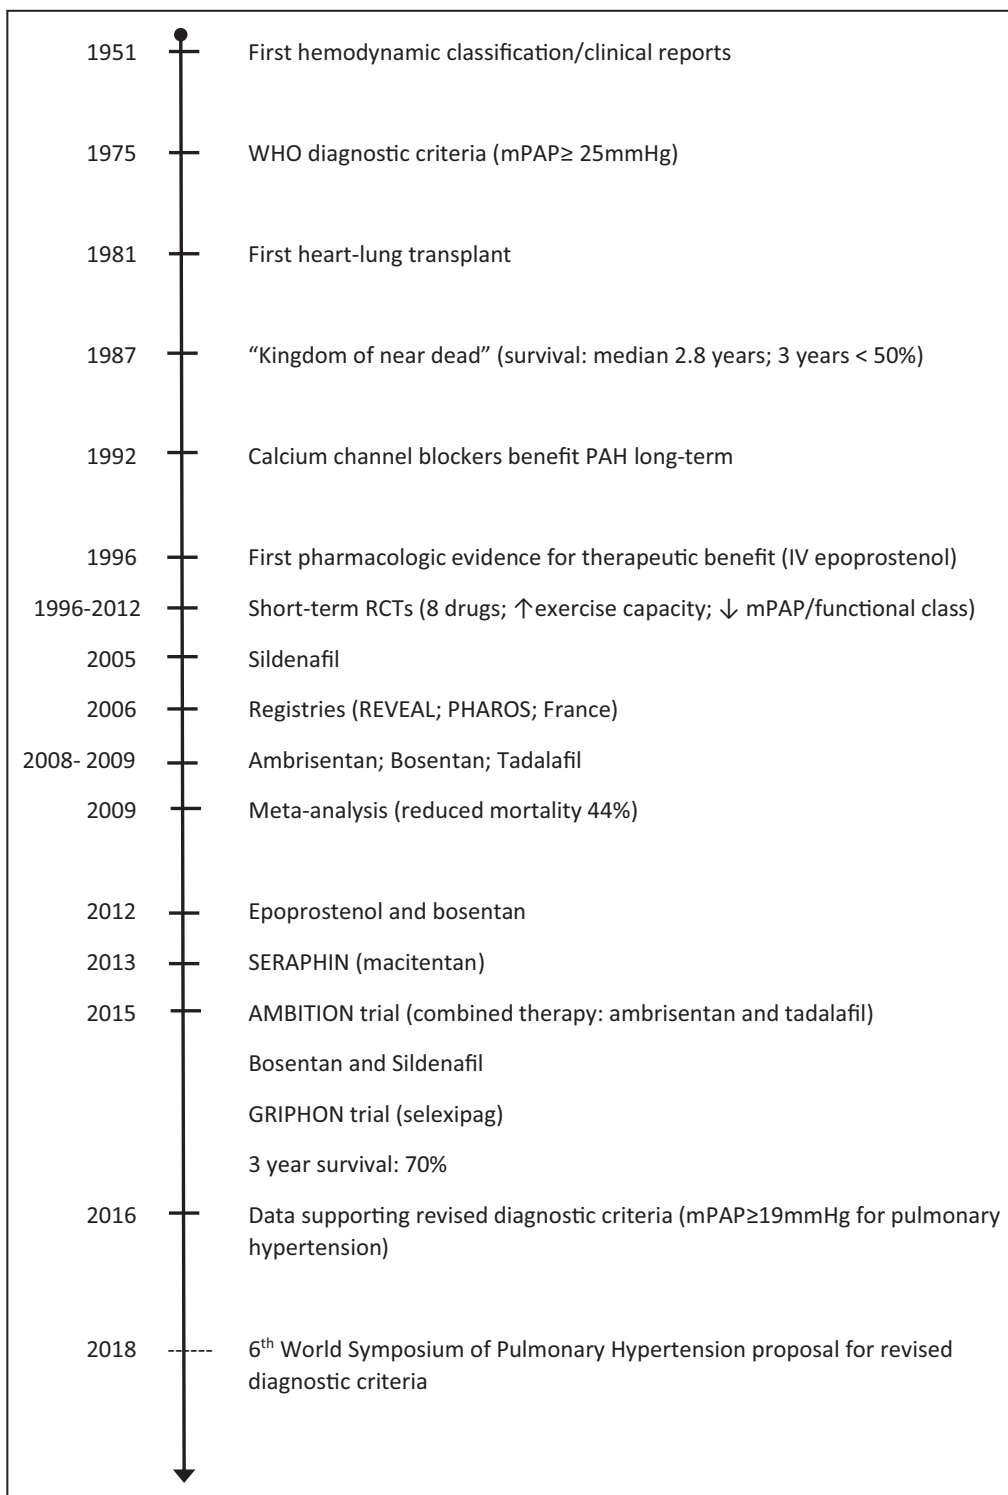 1951 First hemodynamic classification/clinical reports
1975 WHO diagnostic criteria (mPAP≥ 25mmHg)
1981 First heart-lung transplant
1987 “Kingdom of near dead” (survival: median 2.8 years; 3 years < 50%)
1992 Calcium channel blockers benefit PAH long-term
1996 First pharmacologic evidence for therapeutic benefit (IV epoprostenol)
1996-2012 Short-term RCTs (8 drugs; ↑exercise capacity; ↓ mPAP/functional class)
2005 Sildenafil
2006 Registries (REVEAL; PHAROS; France)
2008- 2009 Ambrisentan; Bosentan; Tadalafil
2009 Meta-analysis (reduced mortality 44%)
2012 Epoprostenol and bosentan
2013 SERAPHIN (macitentan)
2015 AMBITION trial (combined therapy: ambrisentan and tadalafil)
Bosentan and Sildenafil
GRIPHON trial (selexipag)
3 year survival: 70%
2016 Data supporting revised diagnostic criteria (mPAP≥19mmHg for pulmonary
hypertension)
2018 6th World Symposium of Pulmonary Hypertension proposal for revised
diagnostic criteria